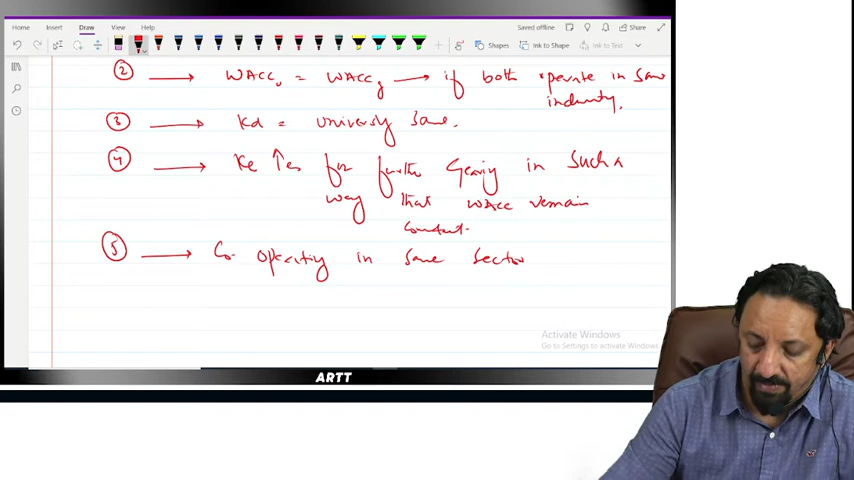 Home Insert Draw View Help Saved offline Share
Shapes Ink to Shape Ink to Text
② → WACCu = WACCg → if both operate in same
industry.
③ → Kd = University Same.
④ → Ke ↑es for further Gearing in Such a
way that WACC remain
Constant.
⑤ → Co. Operating in Same Sector
Activate Windows
Go to Settings to activate Windows
ARTT